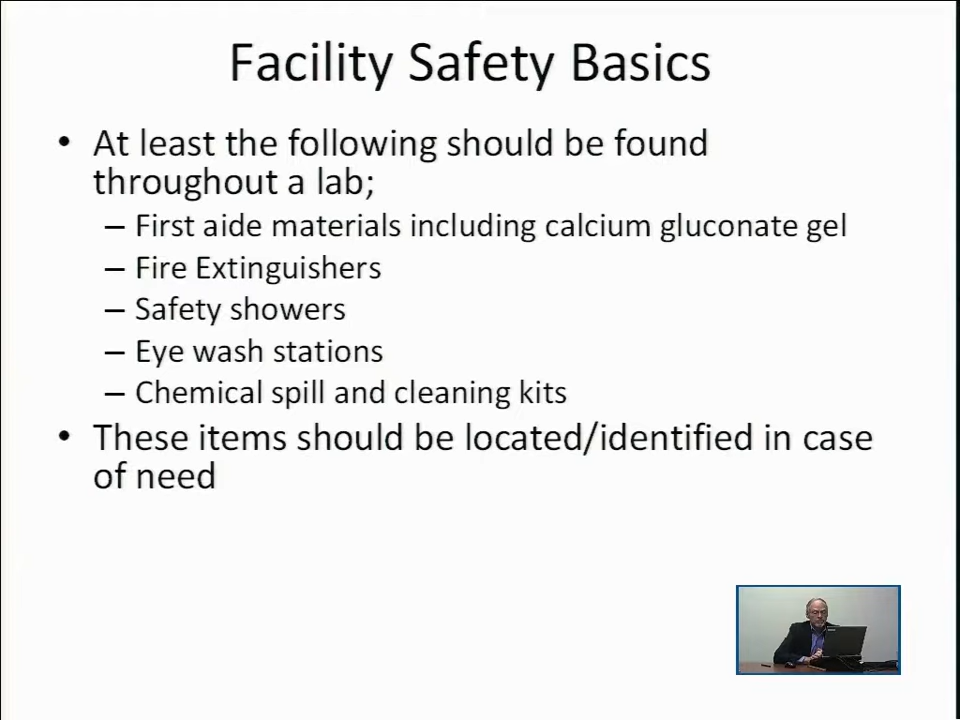 Facility Safety Basics
• At least the following should be found
throughout a lab;
– First aide materials including calcium gluconate gel
– Fire Extinguishers
– Safety showers
– Eye wash stations
– Chemical spill and cleaning kits
• These items should be located/identified in case
of need